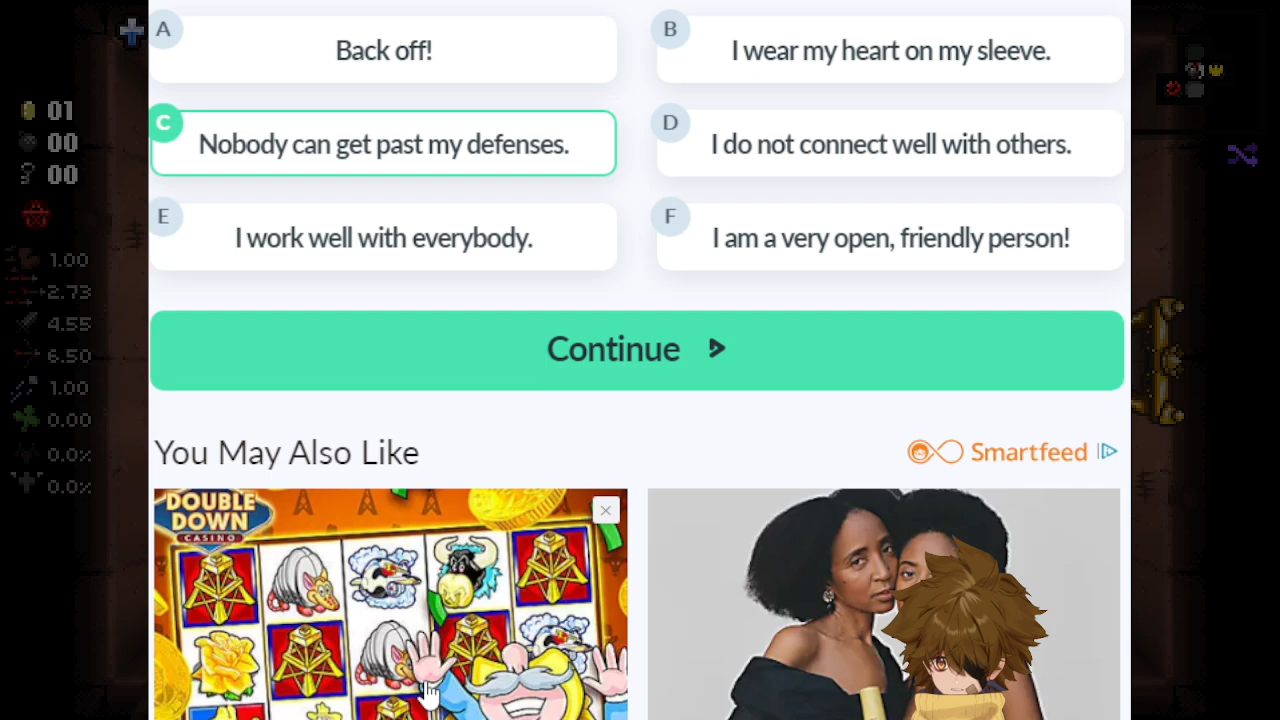 A
Back off!
B
I wear my heart on my sleeve.
C
Nobody can get past my defenses.
D
I do not connect well with others.
E
I work well with everybody.
F
I am a very open, friendly person!
Continue
You May Also Like
Smartfeed
DOUBLE
DOWN
CASINO
01
00
00
1.00
2.73
4.55
6.50
1.00
0.00
0.0%
0.0%